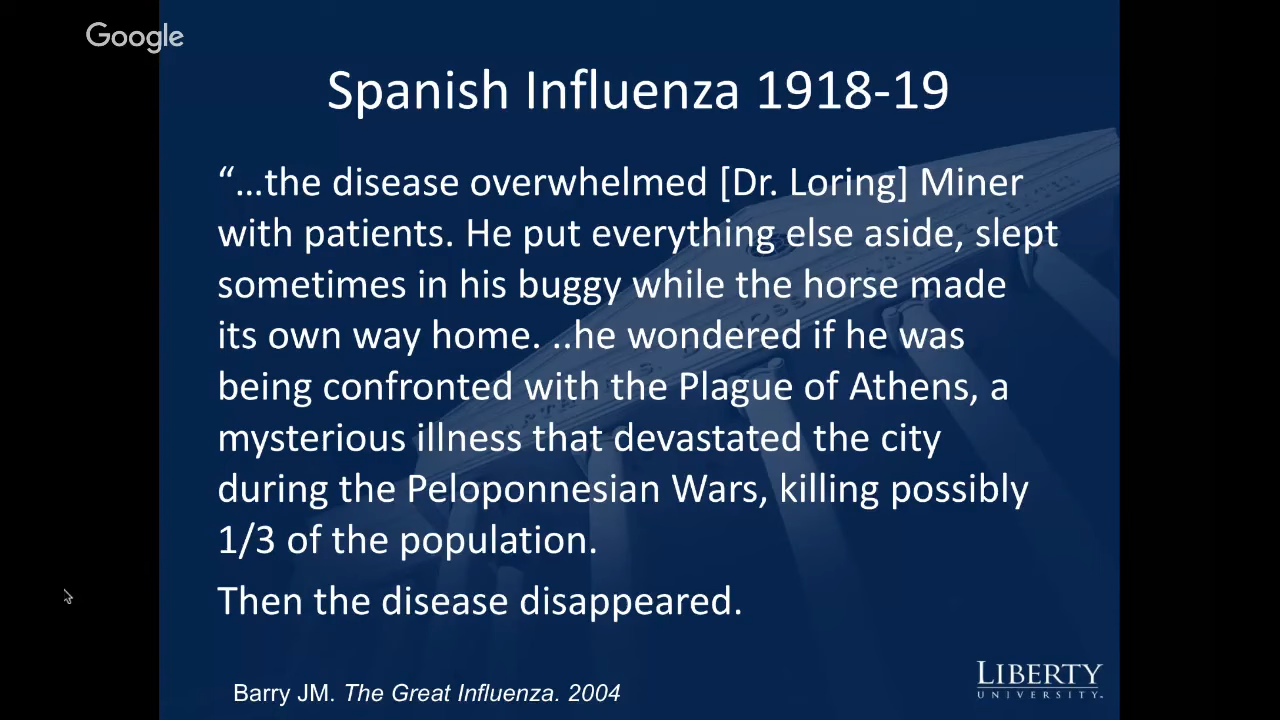 Google
Spanish Influenza 1918-19
“…the disease overwhelmed [Dr. Loring] Miner
with patients. He put everything else aside, slept
sometimes in his buggy while the horse made
its own way home. ..he wondered if he was
being confronted with the Plague of Athens, a
mysterious illness that devastated the city
during the Peloponnesian Wars, killing possibly
1/3 of the population.
Then the disease disappeared.
Barry JM. The Great Influenza. 2004
LIBERTY
UNIVERSITY.